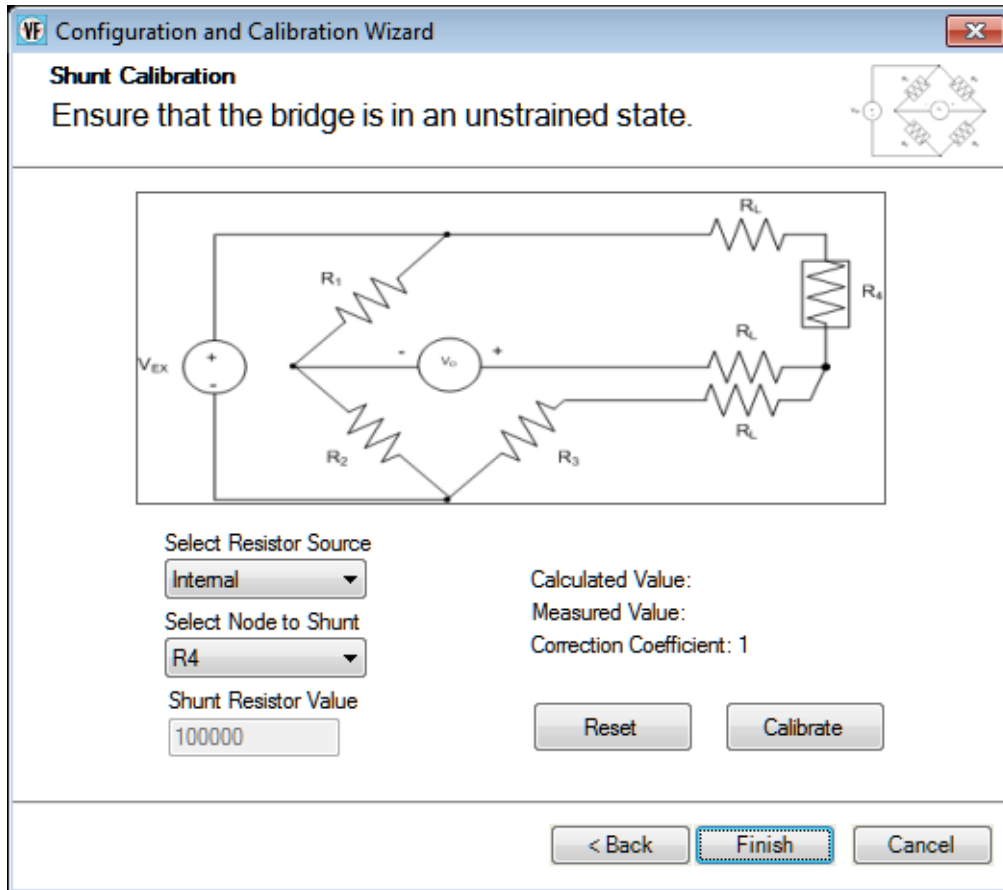 VF Configuration and Calibration Wizard
Shunt Calibration
Ensure that the bridge is in an unstrained state.
RL
R1
R4
RL
VEX
+
-
-
Vo
+
R2
R3
RL
Select Resistor Source
Internal
Select Node to Shunt
R4
Shunt Resistor Value
100000
Calculated Value:
Measured Value:
Correction Coefficient: 1
Reset
Calibrate
< Back
Finish
Cancel